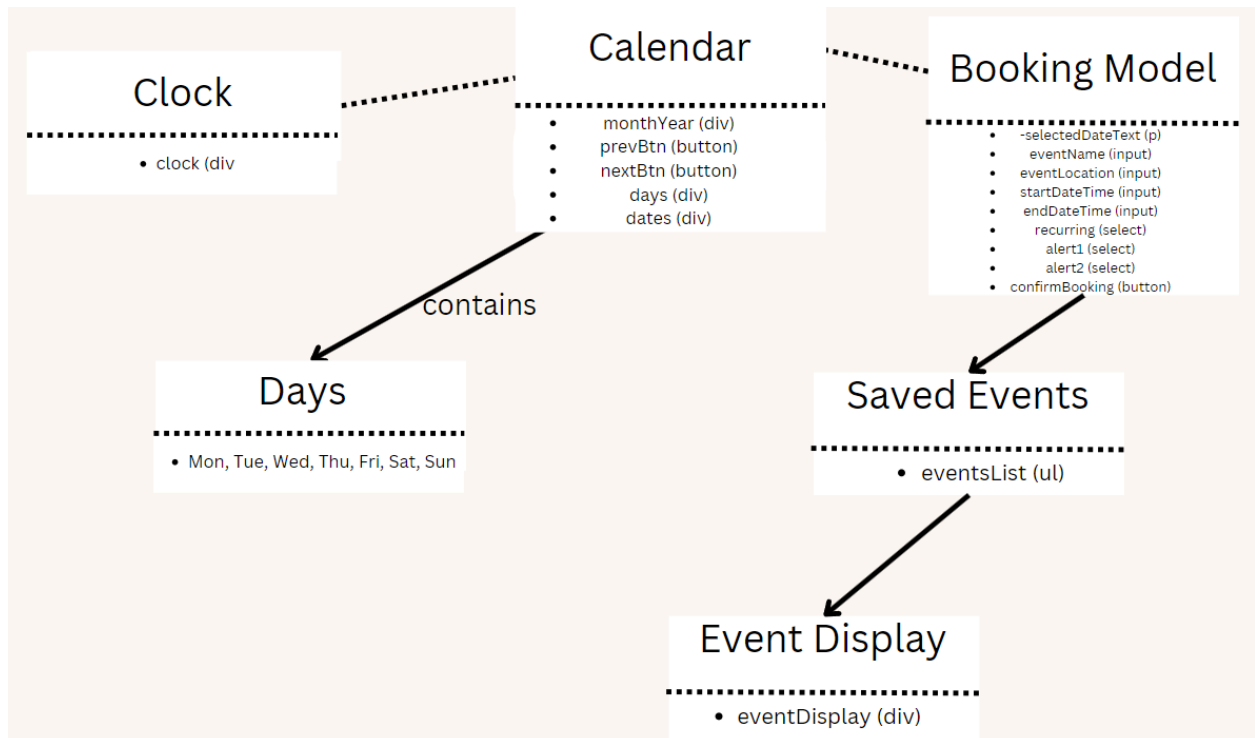 Clock
• clock (div
Calendar
• monthYear (div)
• prevBtn (button)
• nextBtn (button)
• days (div)
• dates (div)
Booking Model
• -selectedDateText (p)
• eventName (input)
• eventLocation (input)
• startDateTime (input)
• endDateTime (input)
• recurring (select)
• alert1 (select)
• alert2 (select)
• confirmBooking (button)
contains
Days
• Mon, Tue, Wed, Thu, Fri, Sat, Sun
Saved Events
• eventsList (ul)
Event Display
• eventDisplay (div)